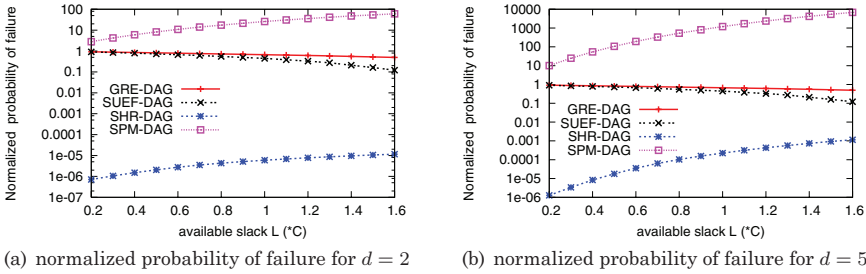 Normalized probability of failure
100
10
1
0.1
0.01
0.001
0.0001
1e-05
1e-06
1e-07
GRE-DAG
SUEF-DAG
SHR-DAG
SPM-DAG
0.2 0.4 0.6 0.8 1 1.2 1.4 1.6
available slack L (*C)
(a) normalized probability of failure for d = 2
Normalized probability of failure
10000
1000
100
10
1
0.1
0.01
0.001
0.0001
1e-05
1e-06
GRE-DAG
SUEF-DAG
SHR-DAG
SPM-DAG
0.2 0.4 0.6 0.8 1 1.2 1.4 1.6
available slack L (*C)
(b) normalized probability of failure for d = 5